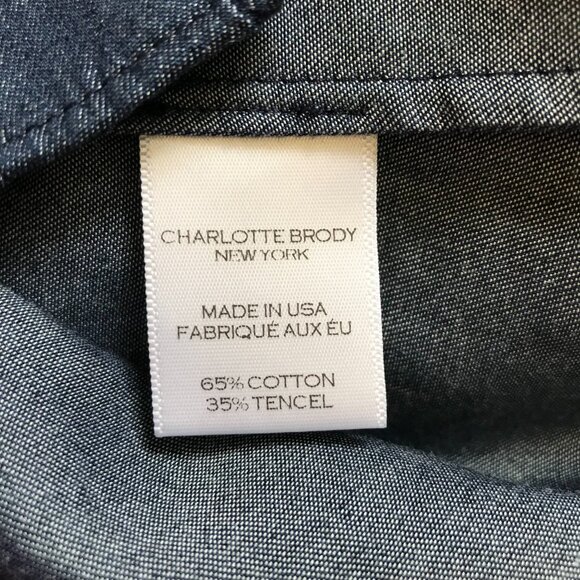 CHARLOTTE BRODY
NEW YORK
MADE IN USA
FABRIQUÉ AUX ÉU
65% COTTON
35% TENCEL